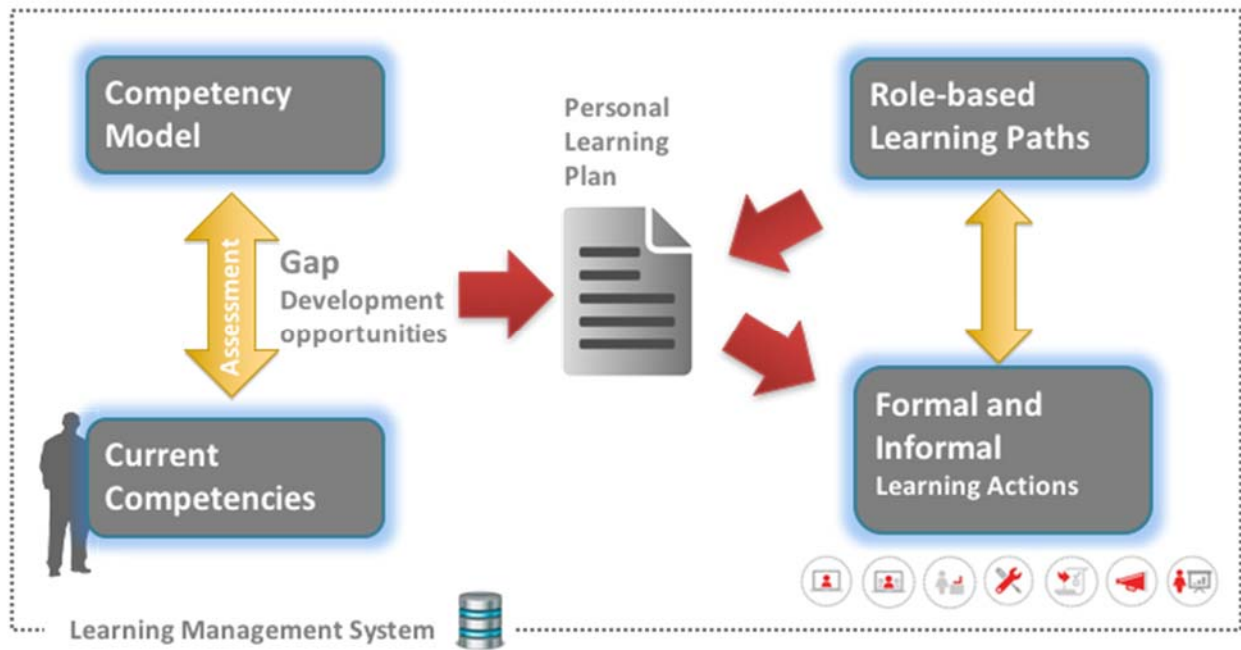 Competency
Model
Assessment
Gap
Development
opportunities
Current
Competencies
Personal
Learning
Plan
Role-based
Learning Paths
Formal and
Informal
Learning Actions
Learning Management System